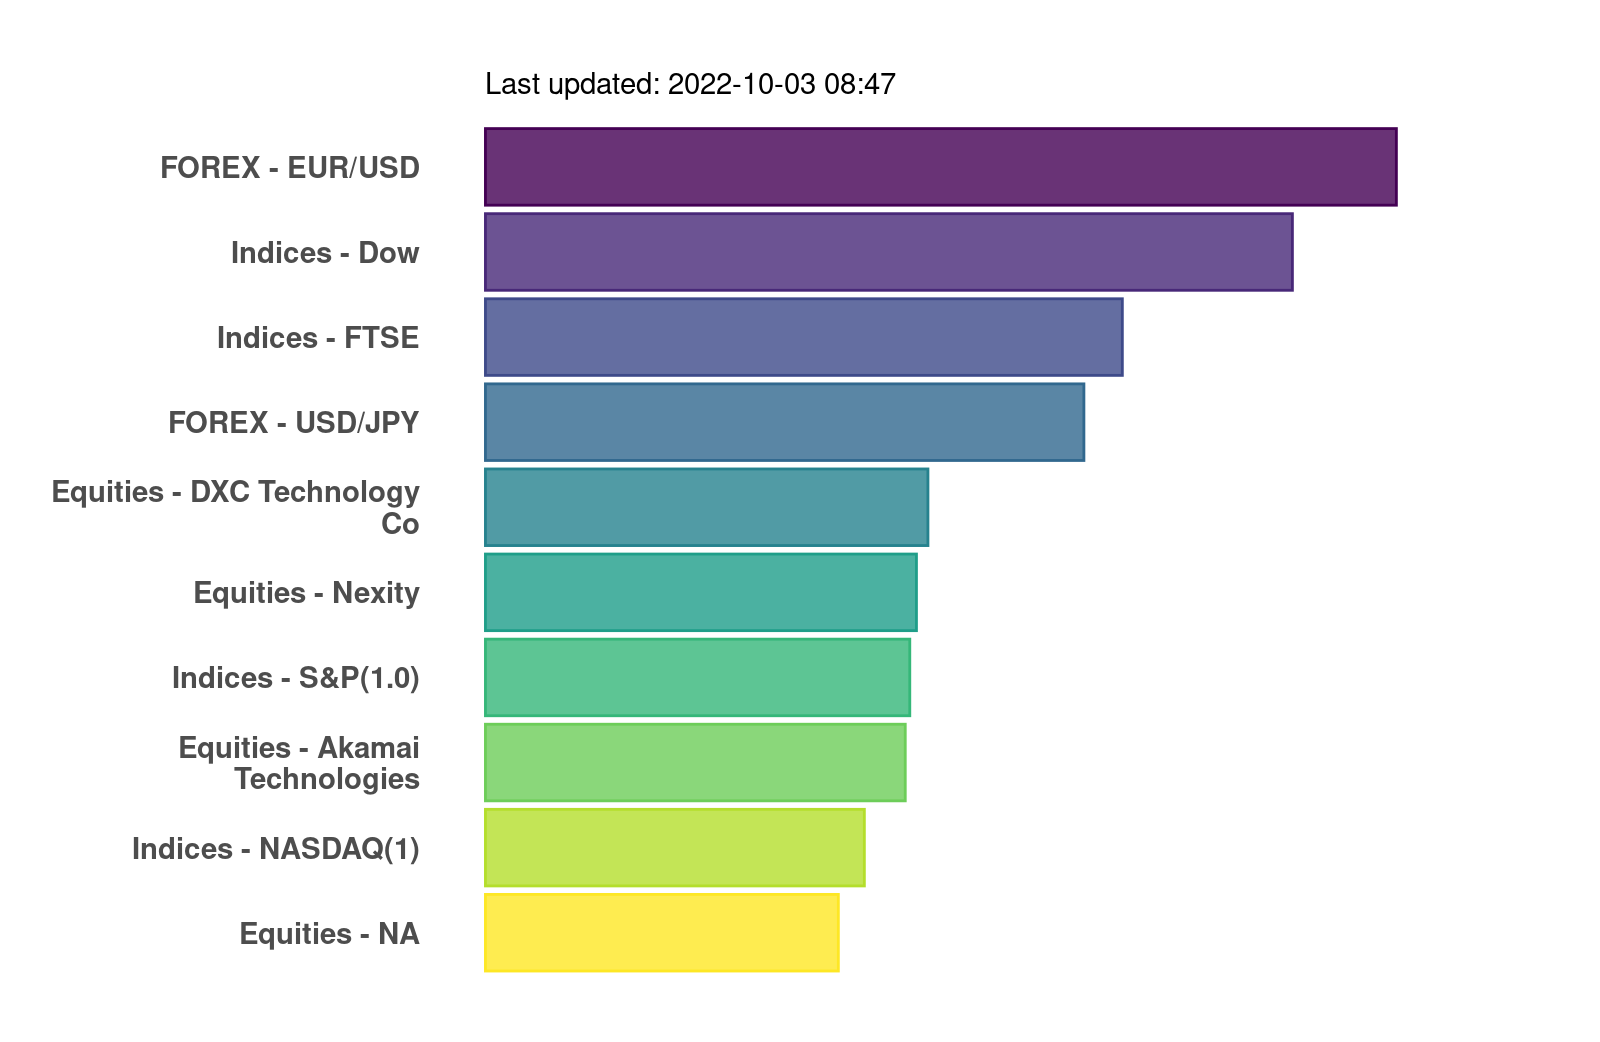 Last updated: 2022-10-03 08:47
FOREX - EUR/USD
Indices - Dow
Indices - FTSE
FOREX - USD/JPY
Equities - DXC Technology
Co
Equities - Nexity
Indices - S&P(1.0)
Equities - Akamai
Technologies
Indices - NASDAQ(1)
Equities - NA